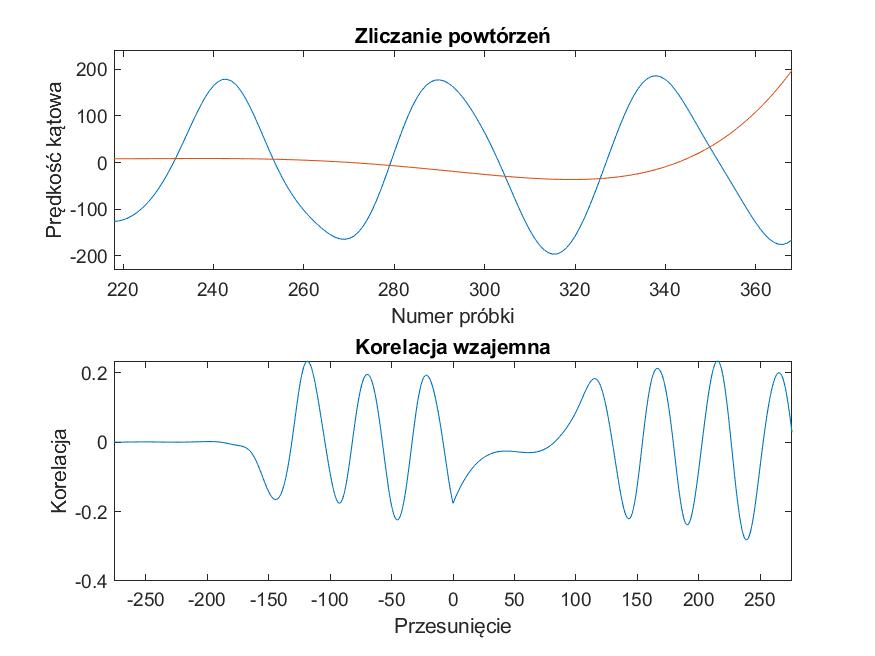 Zliczanie powtórzeń
Prędkość kątowa
200
100
0
-100
-200
220 240 260 280 300 320 340 360
Numer próbki
Korelacja wzajemna
Korelacja
0.2
0
-0.2
-0.4
-250 -200 -150 -100 -50 0 50 100 150 200 250
Przesunięcie